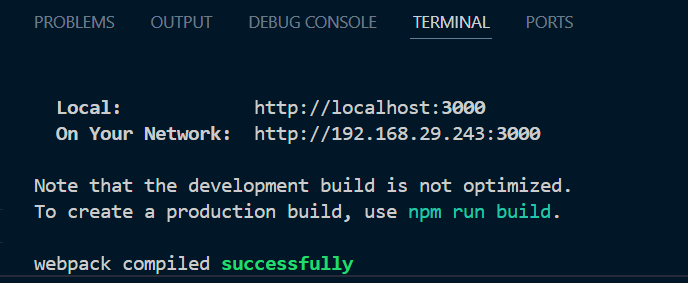 PROBLEMS OUTPUT DEBUG CONSOLE TERMINAL PORTS
Local: http://localhost:3000
On Your Network: http://192.168.29.243:3000
Note that the development build is not optimized.
To create a production build, use npm run build.
webpack compiled successfully